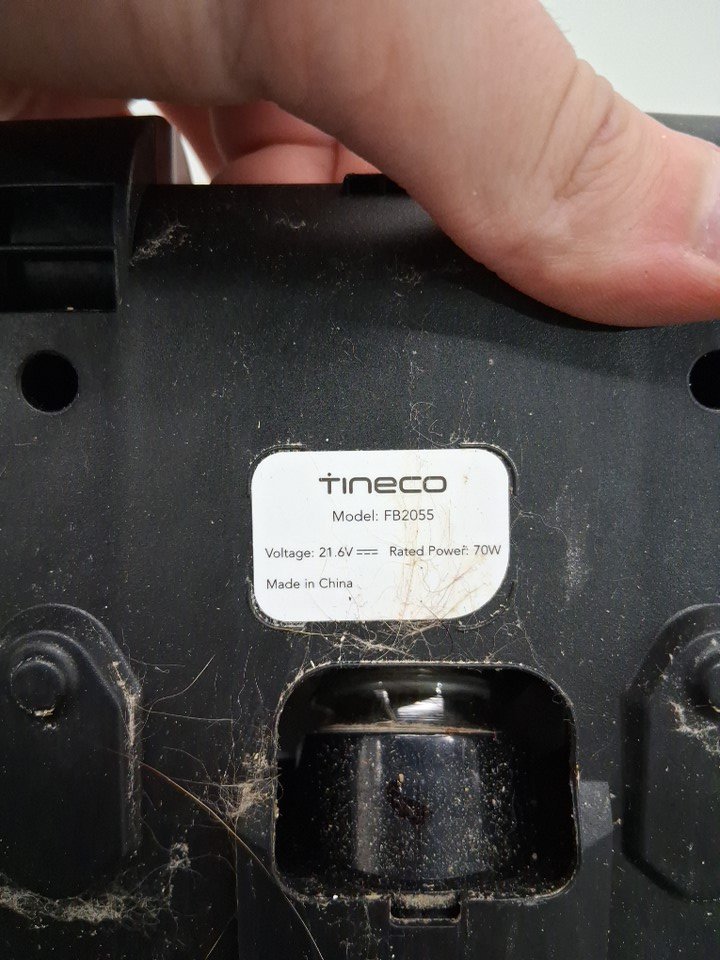 Tineco
Model: FB2055
Voltage: 21.6V ⎓ Rated Power: 70W
Made in China